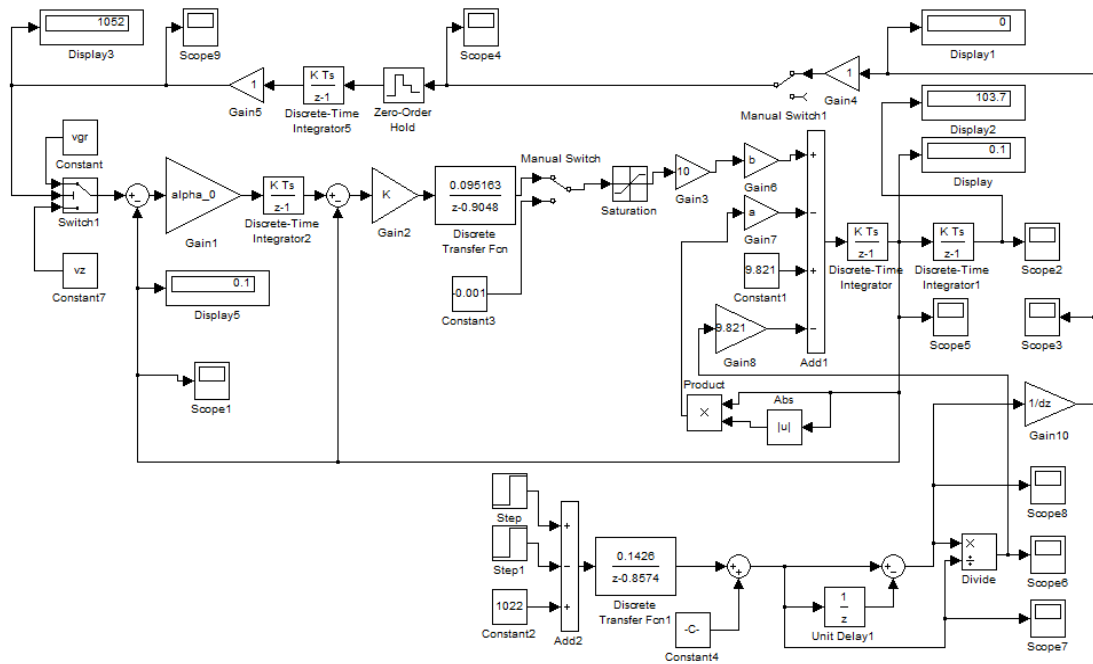 1052
Display3
Scope9
Scope4
0
Display1
1
Gain5
K Ts
z-1
Discrete-Time
Integrator5
Zero-Order
Hold
Manual Switch1
1
Gain4
103.7
Display2
0.1
Display
vgr
Constant
Switch1
vz
Constant7
alpha_0
Gain1
K Ts
z-1
Discrete-Time
Integrator2
K
Gain2
0.095163
z-0.9048
Discrete
Transfer Fcn
Manual Switch
Saturation
10
Gain3
b
Gain6
a
Gain7
9.821
Constant1
9.821
Gain8
Add1
K Ts
z-1
Discrete-Time
Integrator
K Ts
z-1
Discrete-Time
Integrator1
Scope2
-0.001
Constant3
0.1
Display5
Scope1
Scope5
Scope3
Product
×
Abs
|u|
1/dz
Gain10
Step
Step1
1022
Constant2
Add2
0.1426
z-0.8574
Discrete
Transfer Fcn1
-C-
Constant4
1
z
Unit Delay1
×
÷
Divide
Scope8
Scope6
Scope7